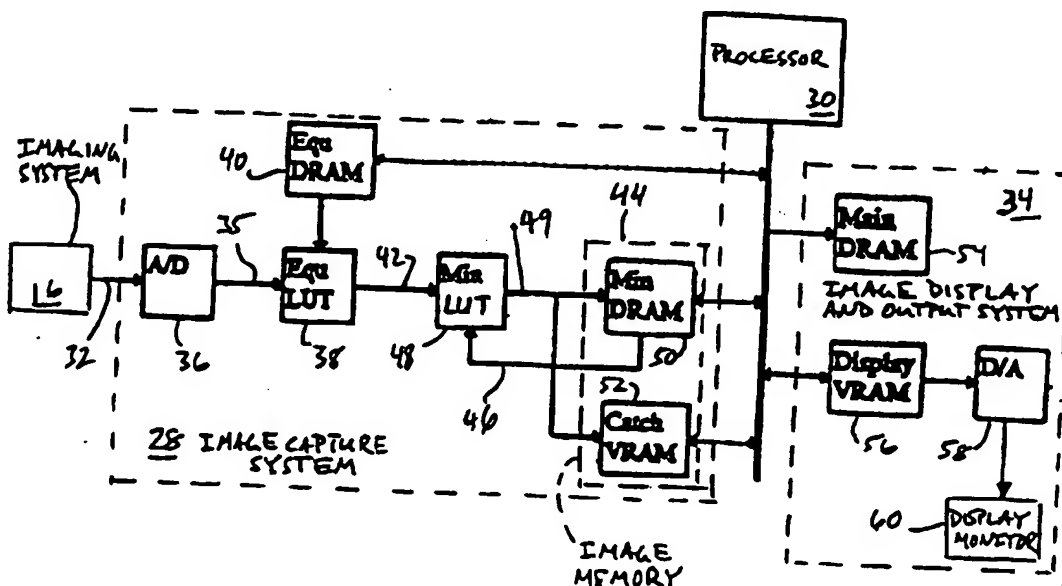 PROCESSOR
30
IMAGING
SYSTEM
40
Equ
DRAM
44
34
Main
DRAM
54
35
42
49
16
A/D
Equ
LUT
Min
LUT
Min
DRAM
IMAGE DISPLAY
AND OUTPUT SYSTEM
32
36
38
48
50
46
52
Catch
VRAM
Display
VRAM
D/A
56
58
28 IMAGE CAPTURE
SYSTEM
60
DISPLAY
MONITOR
IMAGE
MEMORY